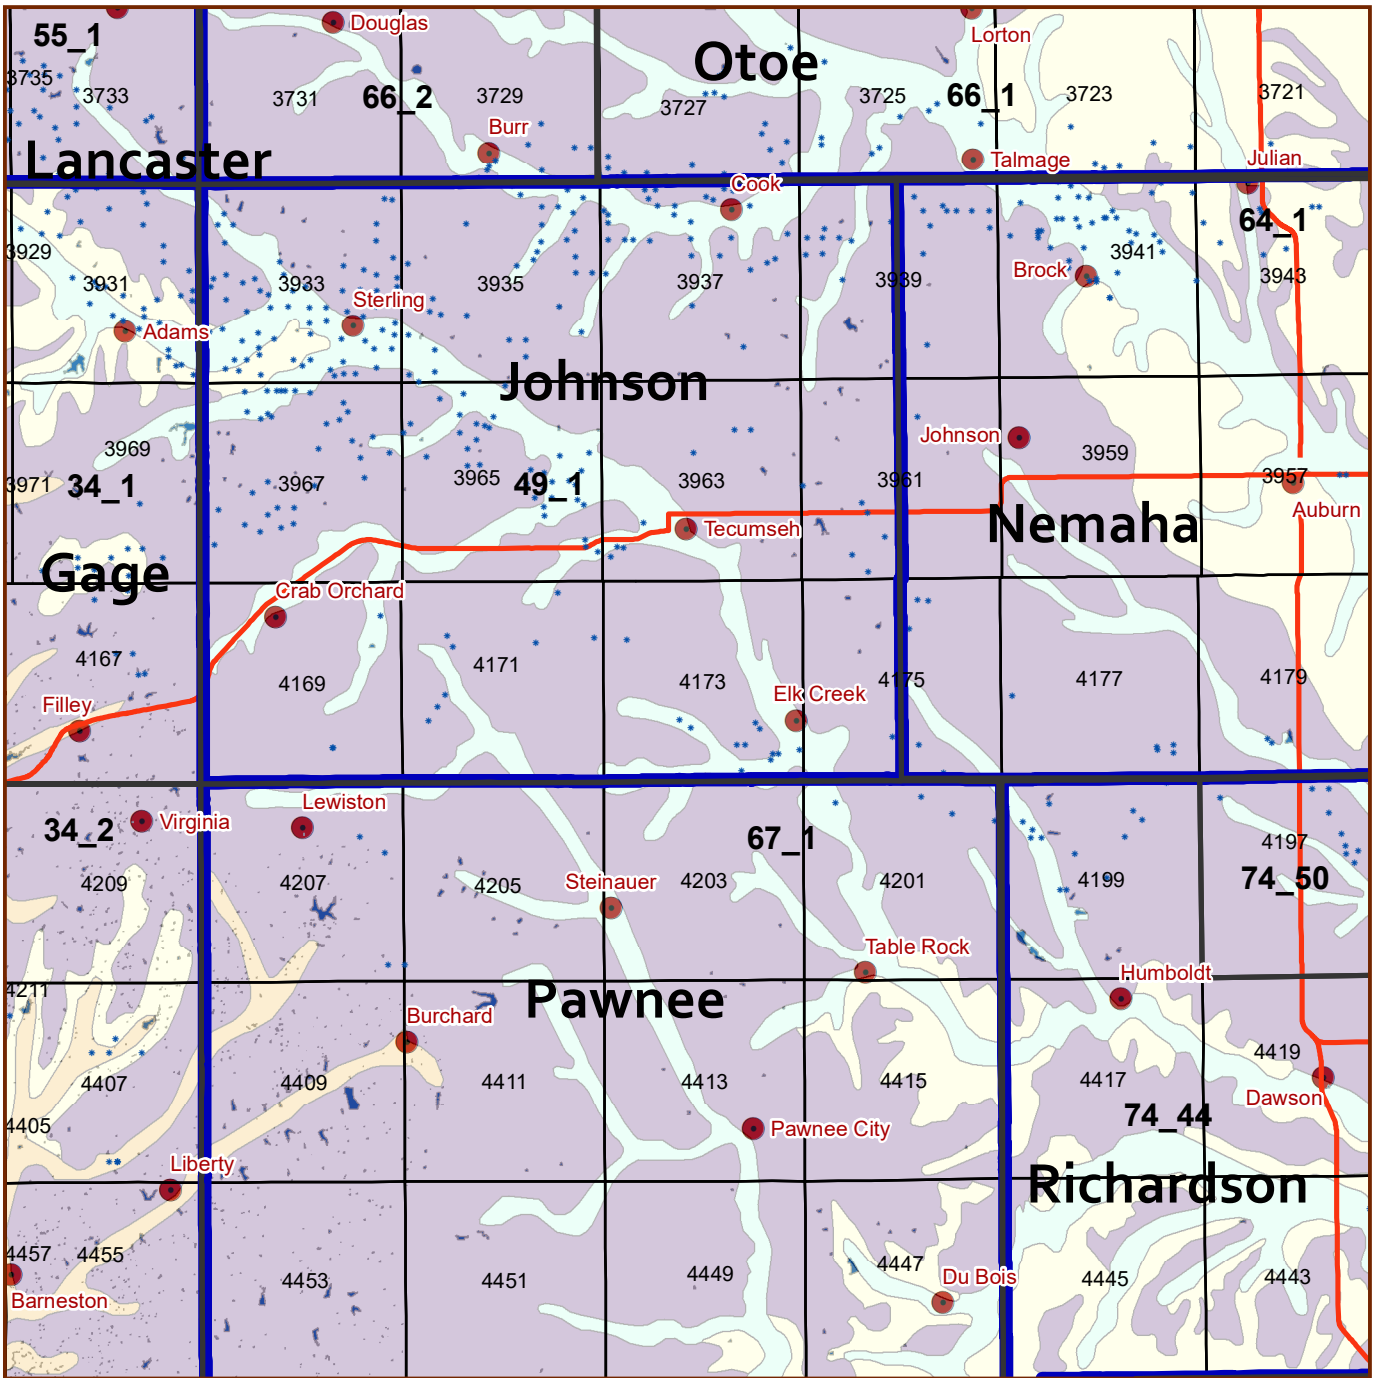 Douglas
Lorton
55_1
Otoe
3735
3733
3731
66_2
3729
3727
3725
66_1
3723
3721
Burr
Lancaster
Talmage
Julian
Cook
64_1
3929
3931
3933
3935
3937
3939
3941
3943
Brock
Sterling
Adams
Johnson
Johnson
3969
3971
34_1
3967
3965
49_1
3963
3961
3959
3957
Auburn
Tecumseh
Nemaha
Gage
Crab Orchard
4167
4169
4171
4173
4175
4177
4179
Filley
Elk Creek
Lewiston
Virginia
34_2
67_1
4197
4209
4207
4205
Steinauer
4203
4201
4199
74_50
Table Rock
Humboldt
4211
Pawnee
Burchard
4419
4407
4409
4411
4413
4415
4417
Dawson
4405
74_44
Pawnee City
Liberty
Richardson
4457
4455
4453
4451
4449
4447
Du Bois
4445
4443
Barneston